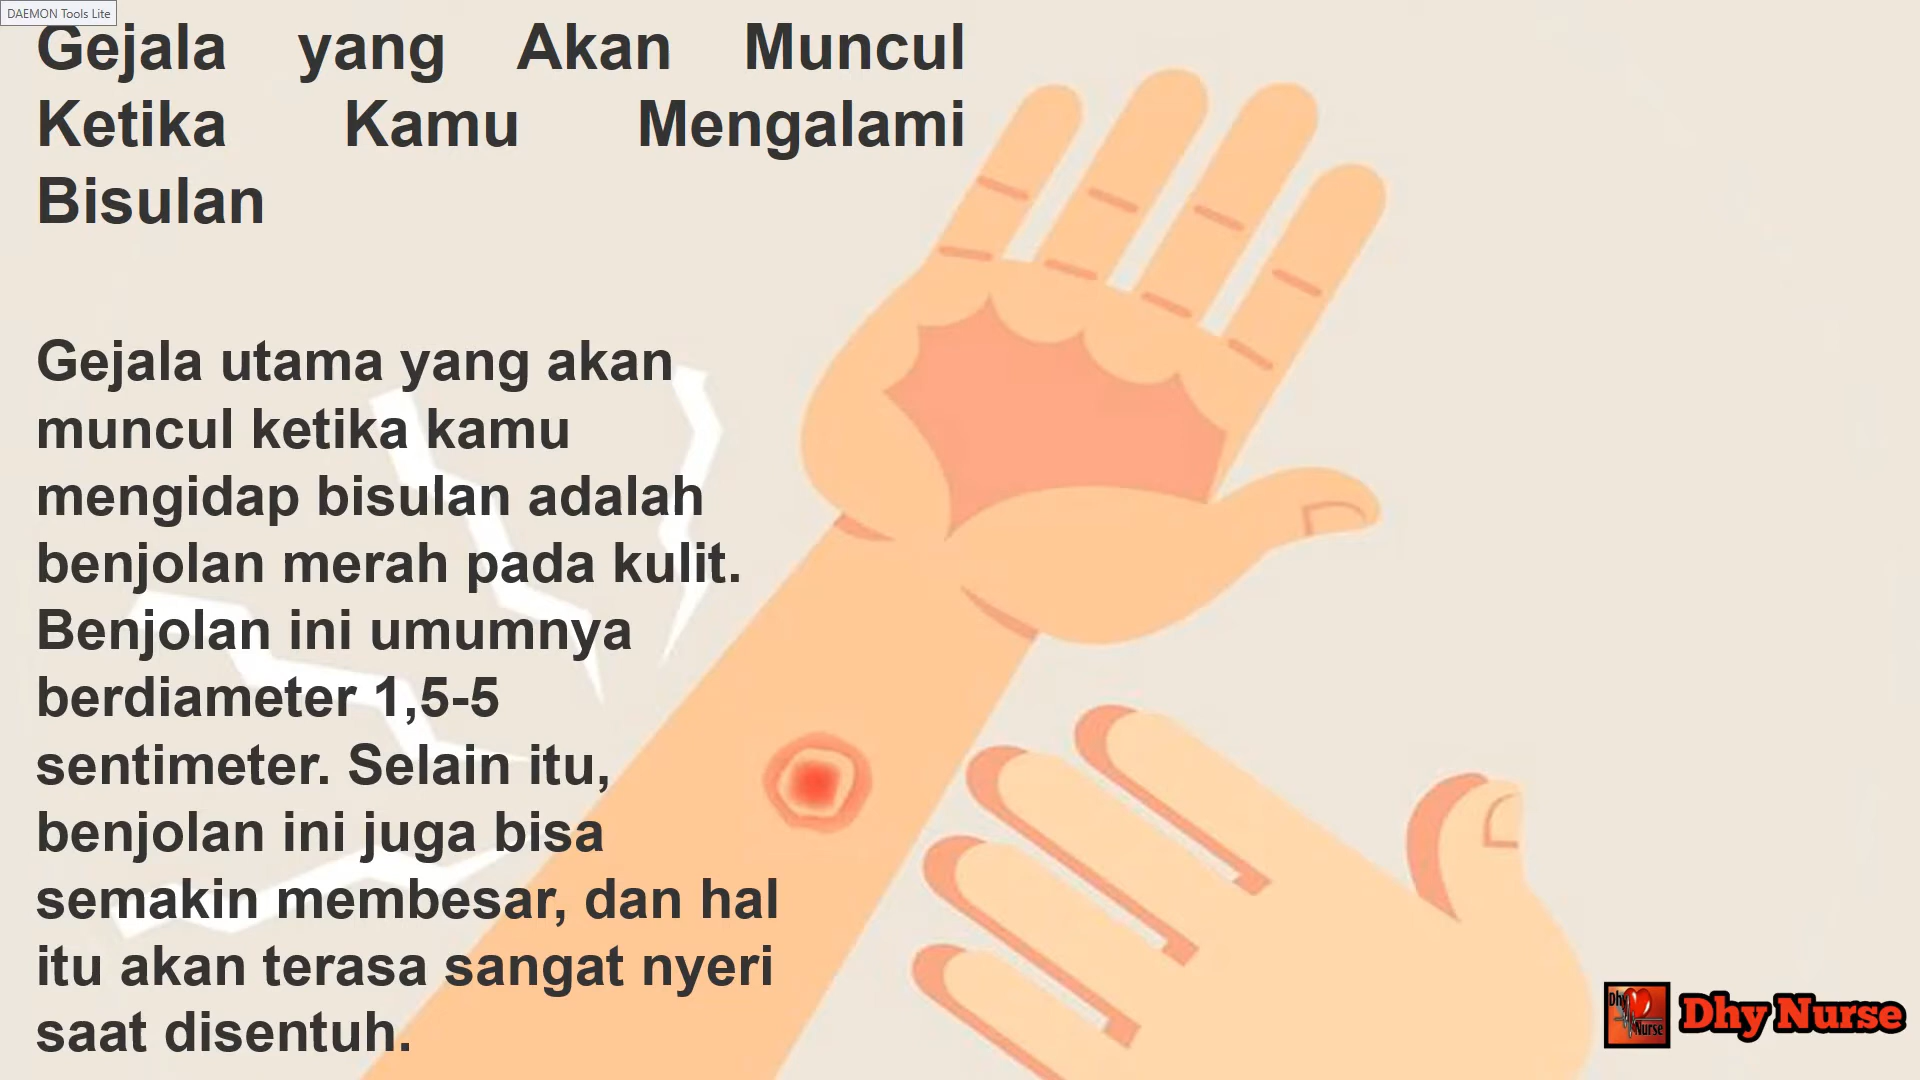 DAEMON Tools Lite
Gejala yang Akan Muncul
Ketika Kamu Mengalami
Bisulan
Gejala utama yang akan
muncul ketika kamu
mengidap bisulan adalah
benjolan merah pada kulit.
Benjolan ini umumnya
berdiameter 1,5-5
sentimeter. Selain itu,
benjolan ini juga bisa
semakin membesar, dan hal
itu akan terasa sangat nyeri
saat disentuh.
Dhy
Nurse
Dhy Nurse